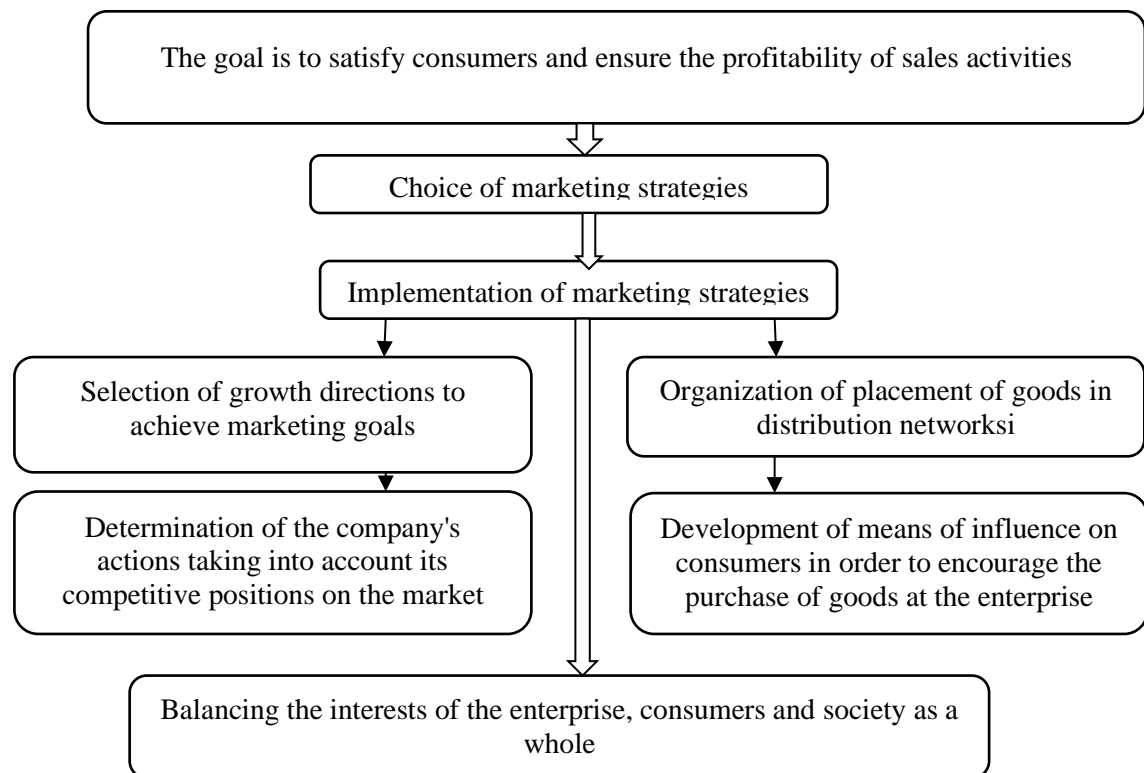 The goal is to satisfy consumers and ensure the profitability of sales activities
Choice of marketing strategies
Implementation of marketing strategies
Selection of growth directions to
achieve marketing goals
Organization of placement of goods in
distribution networksi
Determination of the company's
actions taking into account its
competitive positions on the market
Development of means of influence on
consumers in order to encourage the
purchase of goods at the enterprise
Balancing the interests of the enterprise, consumers and society as a
whole